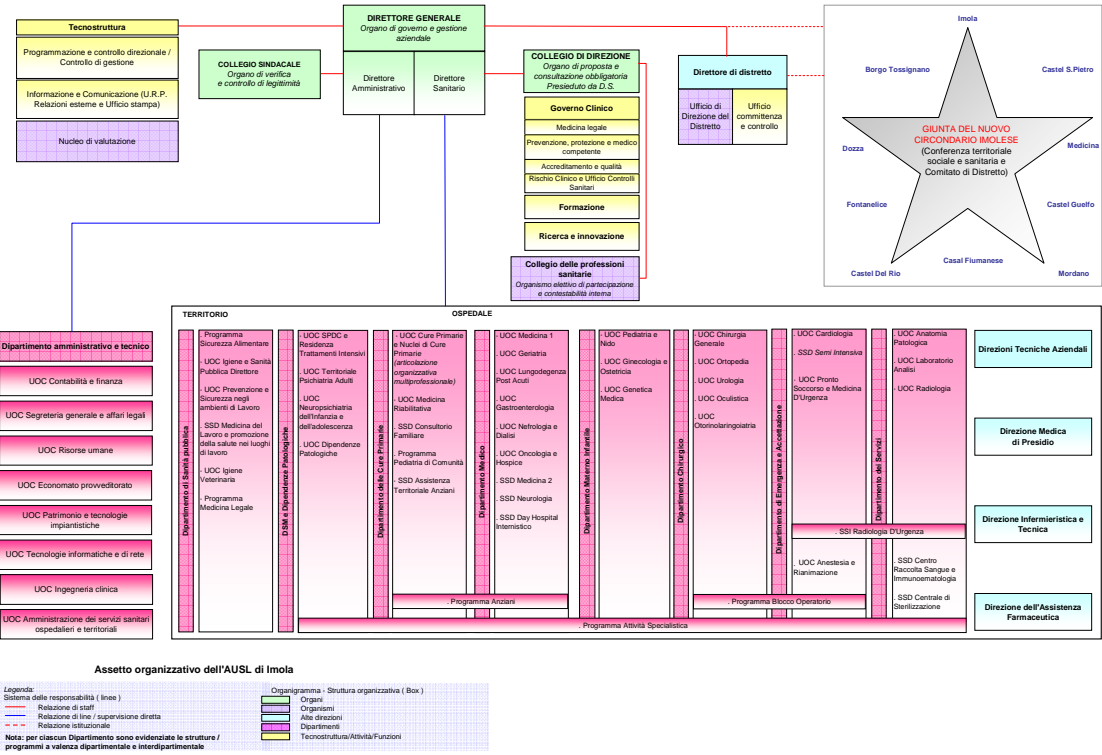 DIRETTORE GENERALE
Organo di governo e gestione
aziendale
Direttore
Amministrativo
Direttore
Sanitario
Tecnostruttura
Programmazione e controllo direzionale /
Controllo di gestione
Informazione e Comunicazione (U.R.P.
Relazioni esterne e Ufficio stampa)
Nucleo di valutazione
COLLEGIO SINDACALE
Organo di verifica
e controllo di legittimità
COLLEGIO DI DIREZIONE
Organo di proposta e
consultazione obbligatoria
Presieduto da D.S.
Governo Clinico
Medicina legale
Prevenzione, protezione e medico
competente
Accreditamento e qualità
Rischio Clinico e Ufficio Controlli
Sanitari
Formazione
Ricerca e innovazione
Collegio delle professioni
sanitarie
Organismo elettivo di partecipazione
e contestabilità interna
Direttore di distretto
Ufficio di
Direzione del
Distretto
Ufficio
committenza
e controllo
Imola
Borgo Tossignano
Castel S.Pietro
Dozza
Medicina
Fontanelice
Castel Guelfo
Castel Del Rio
Casal Fiumanese
Mordano
GIUNTA DEL NUOVO
CIRCONDARIO IMOLESE
(Conferenza territoriale
sociale e sanitaria e
Comitato di Distretto)
Dipartimento amministrativo e tecnico
UOC Contabilità e finanza
UOC Segreteria generale e affari legali
UOC Risorse umane
UOC Economato provveditorato
UOC Patrimonio e tecnologie
impiantistiche
UOC Tecnologie informatiche e di rete
UOC Ingegneria clinica
UOC Amministrazione dei servizi sanitari
ospedalieri e territoriali
TERRITORIO
OSPEDALE
Dipartimento di Sanità pubblica
. Programma
Sicurezza Alimentare
- UOC Igiene e Sanità
Pubblica Direttore
- UOC Prevenzione e
Sicurezza negli
ambienti di Lavoro
. SSD Medicina del
Lavoro e promozione
della salute nei luoghi
di lavoro
- UOC Igiene
Veterinaria
- Programma
Medicina Legale
DSM e Dipendenze Patologiche
- UOC SPDC e
Residenza
Trattamenti Intensivi
. UOC Territoriale
Psichiatria Adulti
. UOC
Neuropsichiatria
dell'Infanzia e
dell'adolescenza
. UOC Dipendenze
Patologiche
Dipartimento delle Cure Primarie
- UOC Cure Primarie
e Nuclei di Cure
Primarie
(articolazione
organizzativa
multiprofessionale)
- UOC Medicina
Riabilitativa
. SSD Consultorio
Familiare
. Programma
Pediatria di Comunità
- SSD Assistenza
Territoriale Anziani
Dipartimento Medico
- UOC Medicina 1
. UOC Geriatria
. UOC Lungodegenza
Post Acuti
. UOC
Gastroenterologia
. UOC Nefrologia e
Dialisi
. UOC Oncologia e
Hospice
. SSD Medicina 2
. SSD Neurologia
. SSD Day Hospital
Internistico
Dipartimento Materno Infantile
- UOC Pediatria e
Nido
. UOC Ginecologia e
Ostetricia
. UOC Genetica
Medica
Dipartimento Chirurgico
- UOC Chirurgia
Generale
. UOC Ortopedia
. UOC Urologia
. UOC Oculistica
. UOC
Otorinolaringoiatria
Dipartimento di Emergenza e Accettazione
- UOC Cardiologia
. SSD Semi Intensiva
- UOC Pronto
Soccorso e Medicina
D'Urgenza
. UOC Anestesia e
Rianimazione
Dipartimento dei Servizi
. UOC Anatomia
Patologica
. UOC Laboratorio
Analisi
- UOC Radiologia
. SSD Centro
Raccolta Sangue e
Immunoematologia
. SSD Centrale di
Sterilizzazione
. SSI Radiologia D'Urgenza
. Programma Anziani
. Programma Blocco Operatorio
. Programma Attività Specialistica
Direzioni Tecniche Aziendali
Direzione Medica
di Presidio
Direzione Infermieristica e
Tecnica
Direzione dell'Assistenza
Farmaceutica
Assetto organizzativo dell'AUSL di Imola
Legenda:
Sistema delle responsabilità ( linee )
Relazione di staff
Relazione di line / supervisione diretta
Relazione istituzionale
Nota: per ciascun Dipartimento sono evidenziate le strutture /
programmi a valenza dipartimentale e interdipartimentale
Organigramma - Struttura organizzativa ( Box )
Organi
Organismi
Alte direzioni
Dipartimenti
Tecnostruttura/Attività/Funzioni